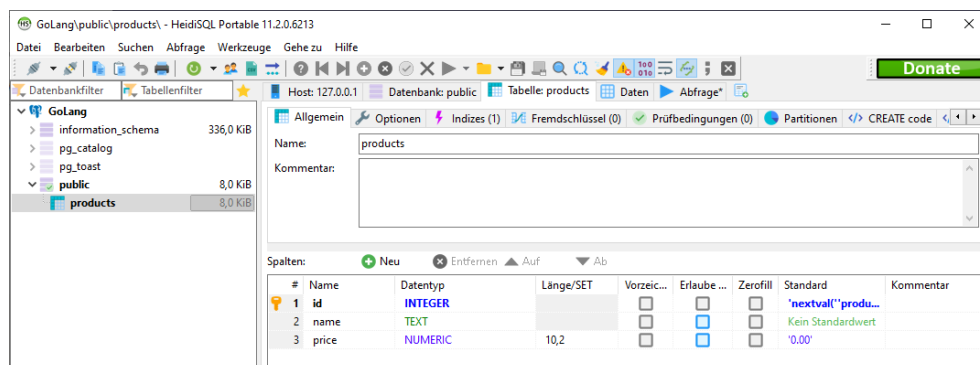 GoLang\public\products\ - HeidiSQL Portable 11.2.0.6213
Datei Bearbeiten Suchen Abfrage Werkzeuge Gehe zu Hilfe
Donate
Datenbankfilter Tabellenfilter
Host: 127.0.0.1 Datenbank: public Tabelle: products Daten Abfrage*
GoLang
information_schema 336,0 KiB
pg_catalog
pg_toast
public 8,0 KiB
products 8,0 KiB
Allgemein Optionen Indizes (1) Fremdschlüssel (0) Prüfbedingungen (0) Partitionen </> CREATE code
Name: products
Kommentar:
Spalten: Neu Entfernen Auf Ab
# Name Datentyp Länge/SET Vorzeic... Erlaube ... Zerofill Standard Kommentar
1 id INTEGER 'nextval(''produ...
2 name TEXT Kein Standardwert
3 price NUMERIC 10,2 '0.00'